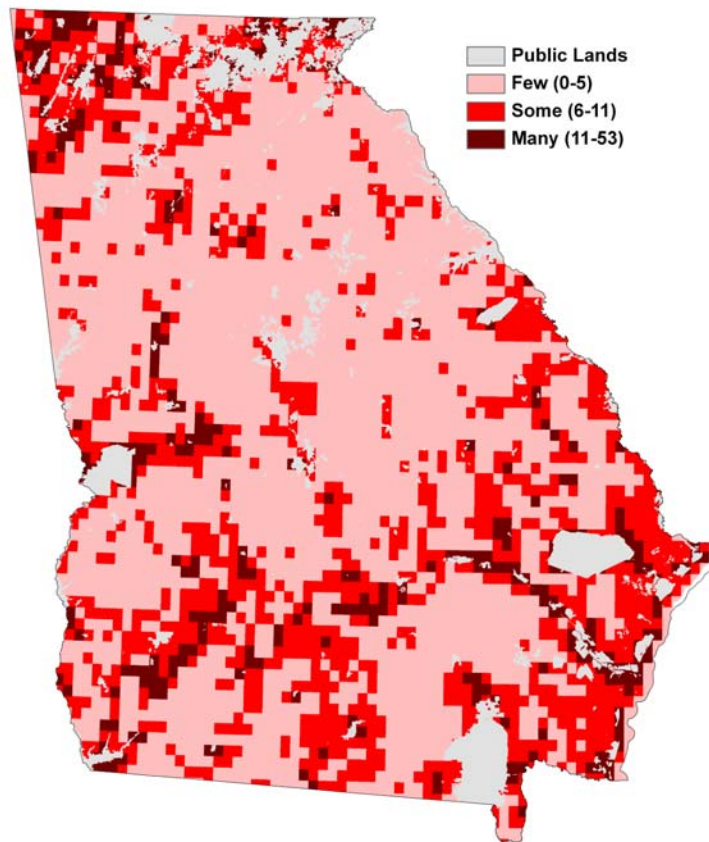 Public Lands
Few (0-5)
Some (6-11)
Many (11-53)